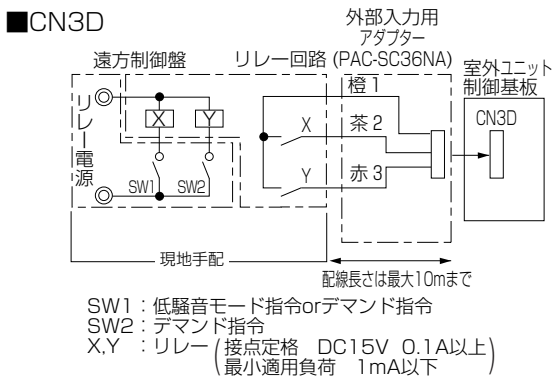 ■CN3D
外部入力用
アダプター
(PAC-SC36NA)
遠方制御盤
リレー回路
室外ユニット
制御基板
リレー電源
X
Y
SW1
SW2
X
Y
橙1
茶2
赤3
CN3D
現地手配
配線長さは最大10mまで
SW1：低騒音モード指令orデマンド指令
SW2：デマンド指令
X,Y ：リレー(接点定格 DC15V 0.1A以上
最小適用負荷 1mA以下)